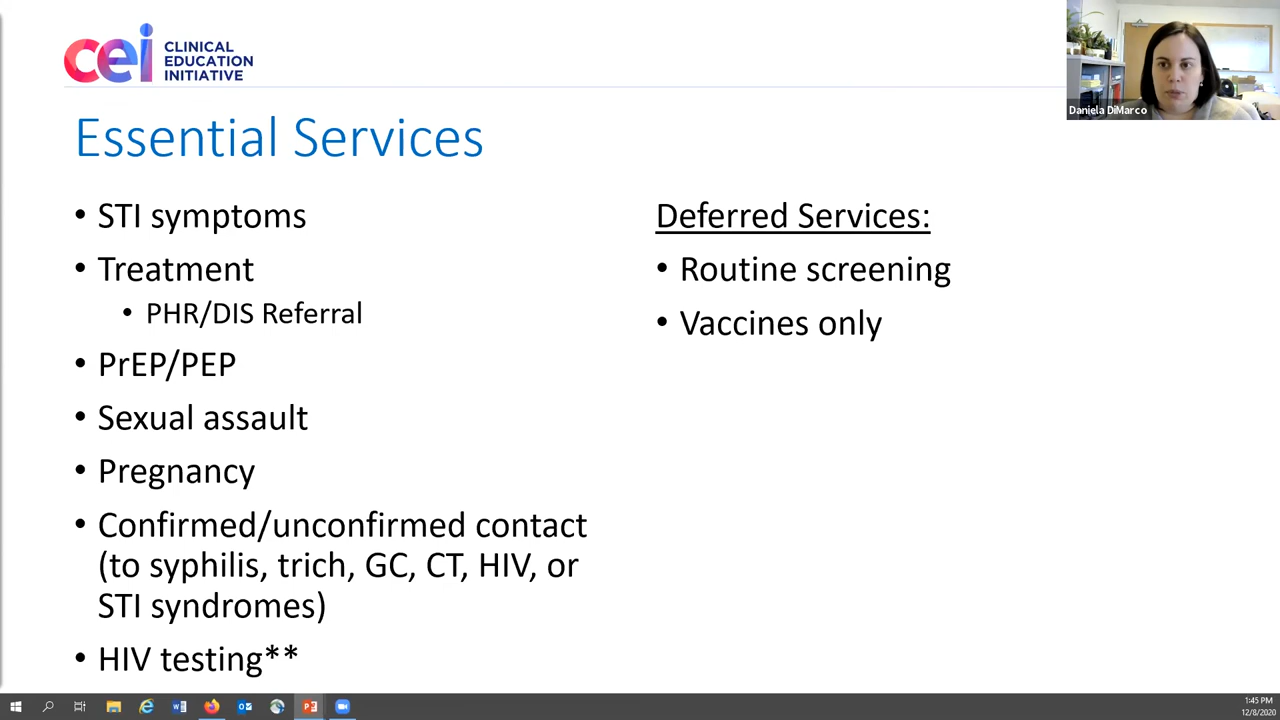 cei CLINICAL
EDUCATION
INITIATIVE
Daniela DiMarco
Essential Services
• STI symptoms
• Treatment
• PHR/DIS Referral
• PrEP/PEP
• Sexual assault
• Pregnancy
• Confirmed/unconfirmed contact
(to syphilis, trich, GC, CT, HIV, or
STI syndromes)
• HIV testing**
Deferred Services:
• Routine screening
• Vaccines only
1:45 PM
12/8/2020